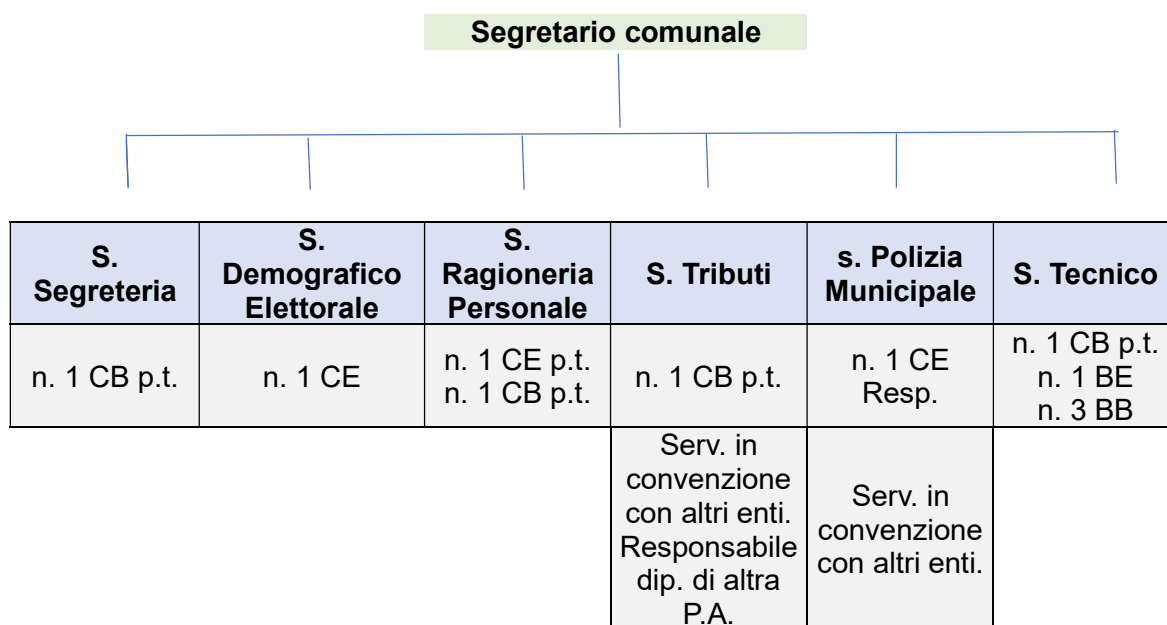 Segretario comunale
S.
Segreteria
S.
Demografico
Elettorale
S.
Ragioneria
Personale
S. Tributi
s. Polizia
Municipale
S. Tecnico
n. 1 CB p.t.
n. 1 CE
n. 1 CE p.t.
n. 1 CB p.t.
n. 1 CB p.t.
n. 1 CE
Resp.
n. 1 CB p.t.
n. 1 BE
n. 3 BB
Serv. in
convenzione
con altri enti.
Responsabile
dip. di altra
P.A.
Serv. in
convenzione
con altri enti.